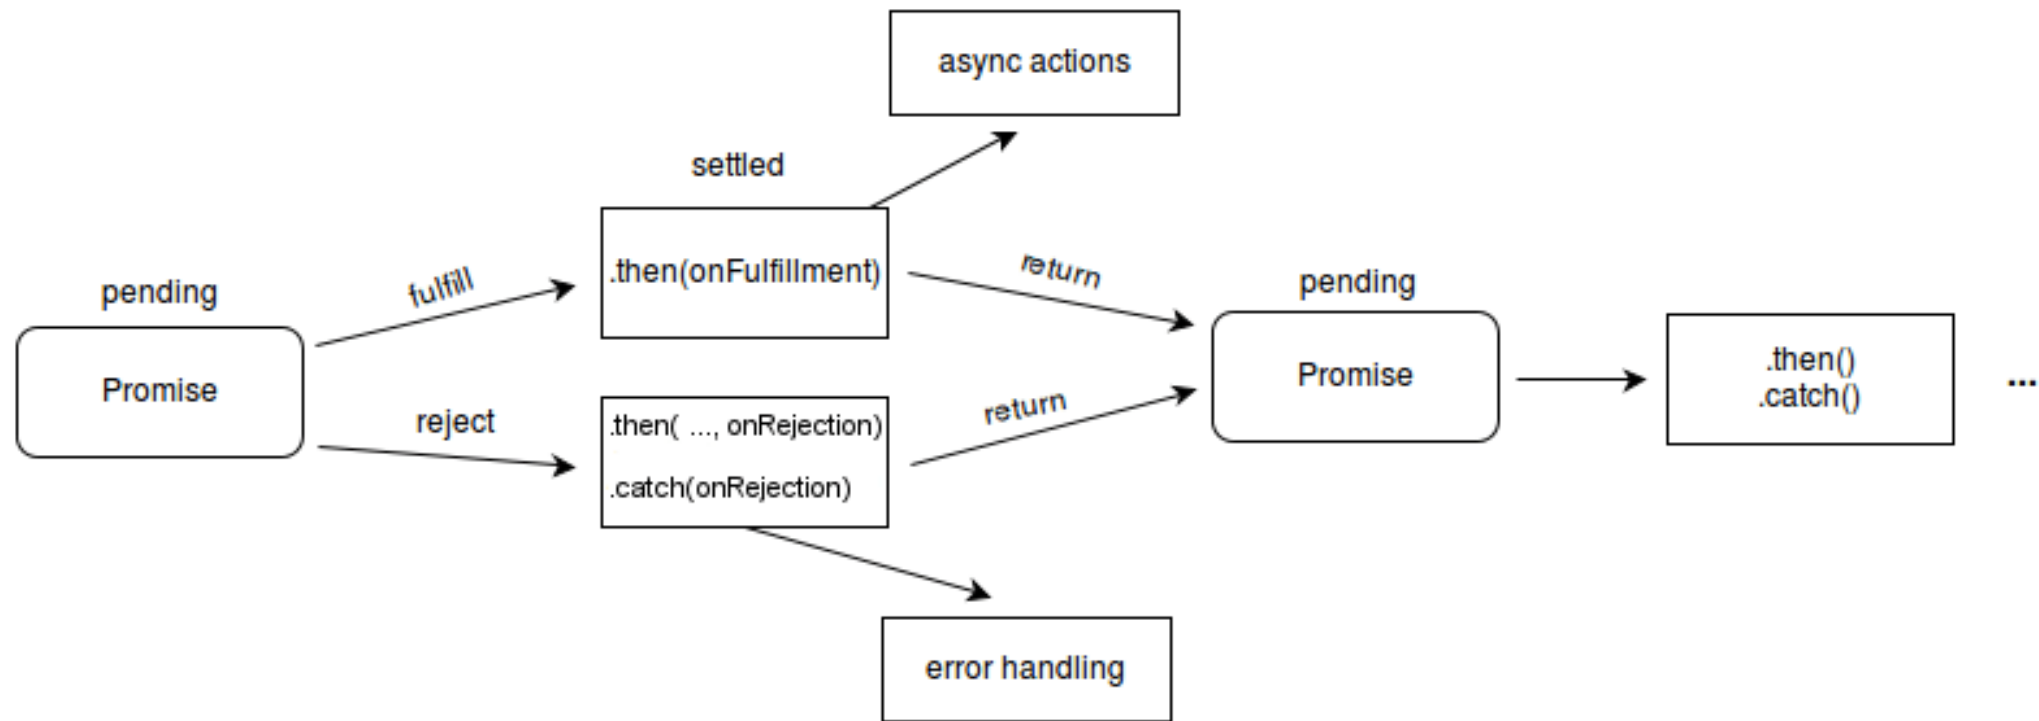 async actions
settled
.then(onFulfillment)
fulfill
return
pending
pending
Promise
Promise
.then()
.catch()
...
reject
.then( ..., onRejection)
.catch(onRejection)
return
error handling